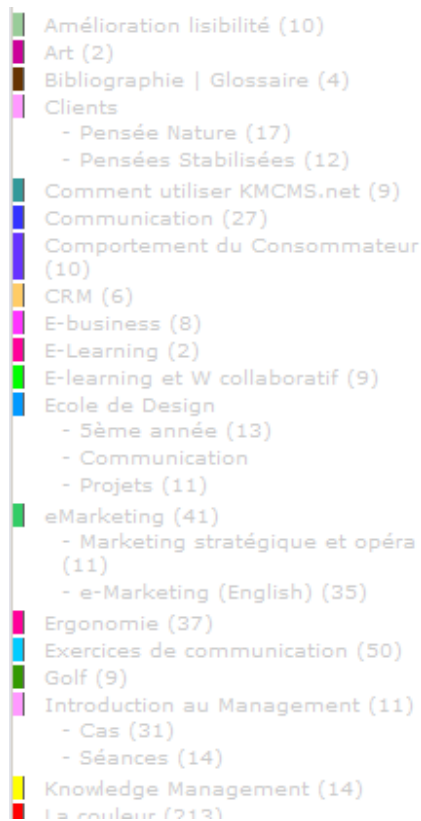 Amélioration lisibilité (10)
Art (2)
Bibliographie | Glossaire (4)
Clients
- Pensée Nature (17)
- Pensées Stabilisées (12)
Comment utiliser KMCMS.net (9)
Communication (27)
Comportement du Consommateur
(10)
CRM (6)
E-business (8)
E-Learning (2)
E-learning et W collaboratif (9)
Ecole de Design
- 5ème année (13)
- Communication
- Projets (11)
eMarketing (41)
- Marketing stratégique et opéra
(11)
- e-Marketing (English) (35)
Ergonomie (37)
Exercices de communication (50)
Golf (9)
Introduction au Management (11)
- Cas (31)
- Séances (14)
Knowledge Management (14)
La couleur (213)